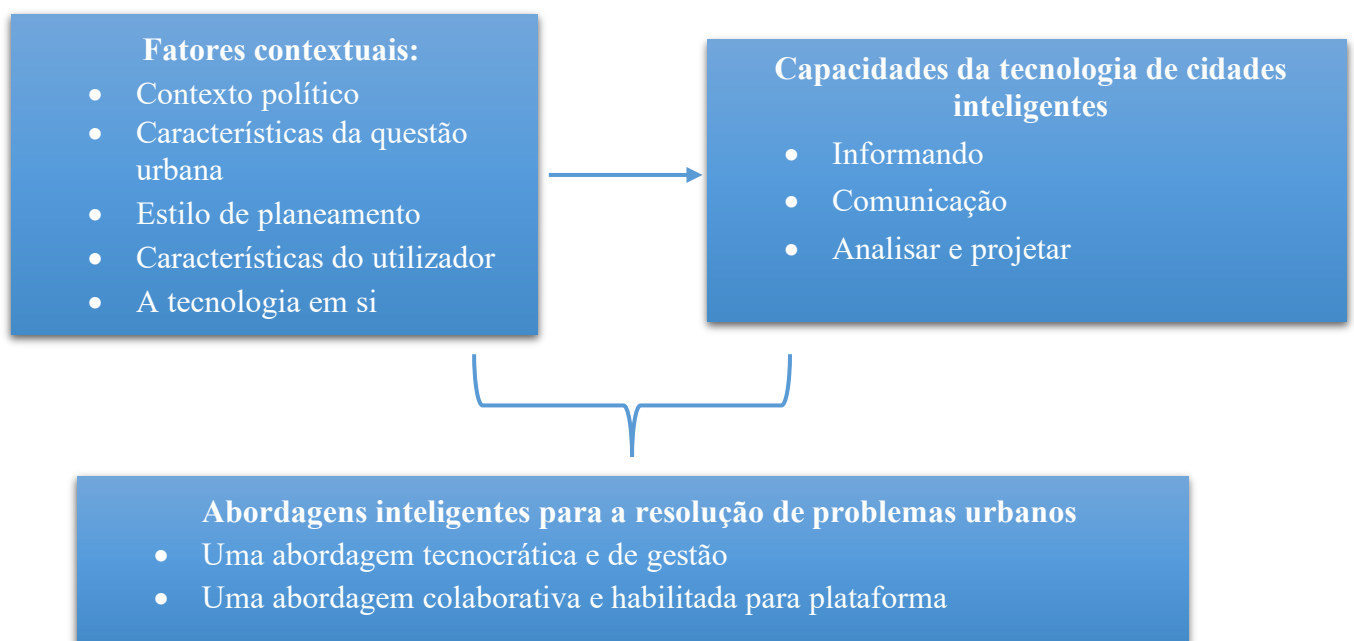 Fatores contextuais:
• Contexto político
• Características da questão
urbana
• Estilo de planeamento
• Características do utilizador
• A tecnologia em si
Capacidades da tecnologia de cidades
inteligentes
• Informando
• Comunicação
• Analisar e projetar
Abordagens inteligentes para a resolução de problemas urbanos
• Uma abordagem tecnocrática e de gestão
• Uma abordagem colaborativa e habilitada para plataforma